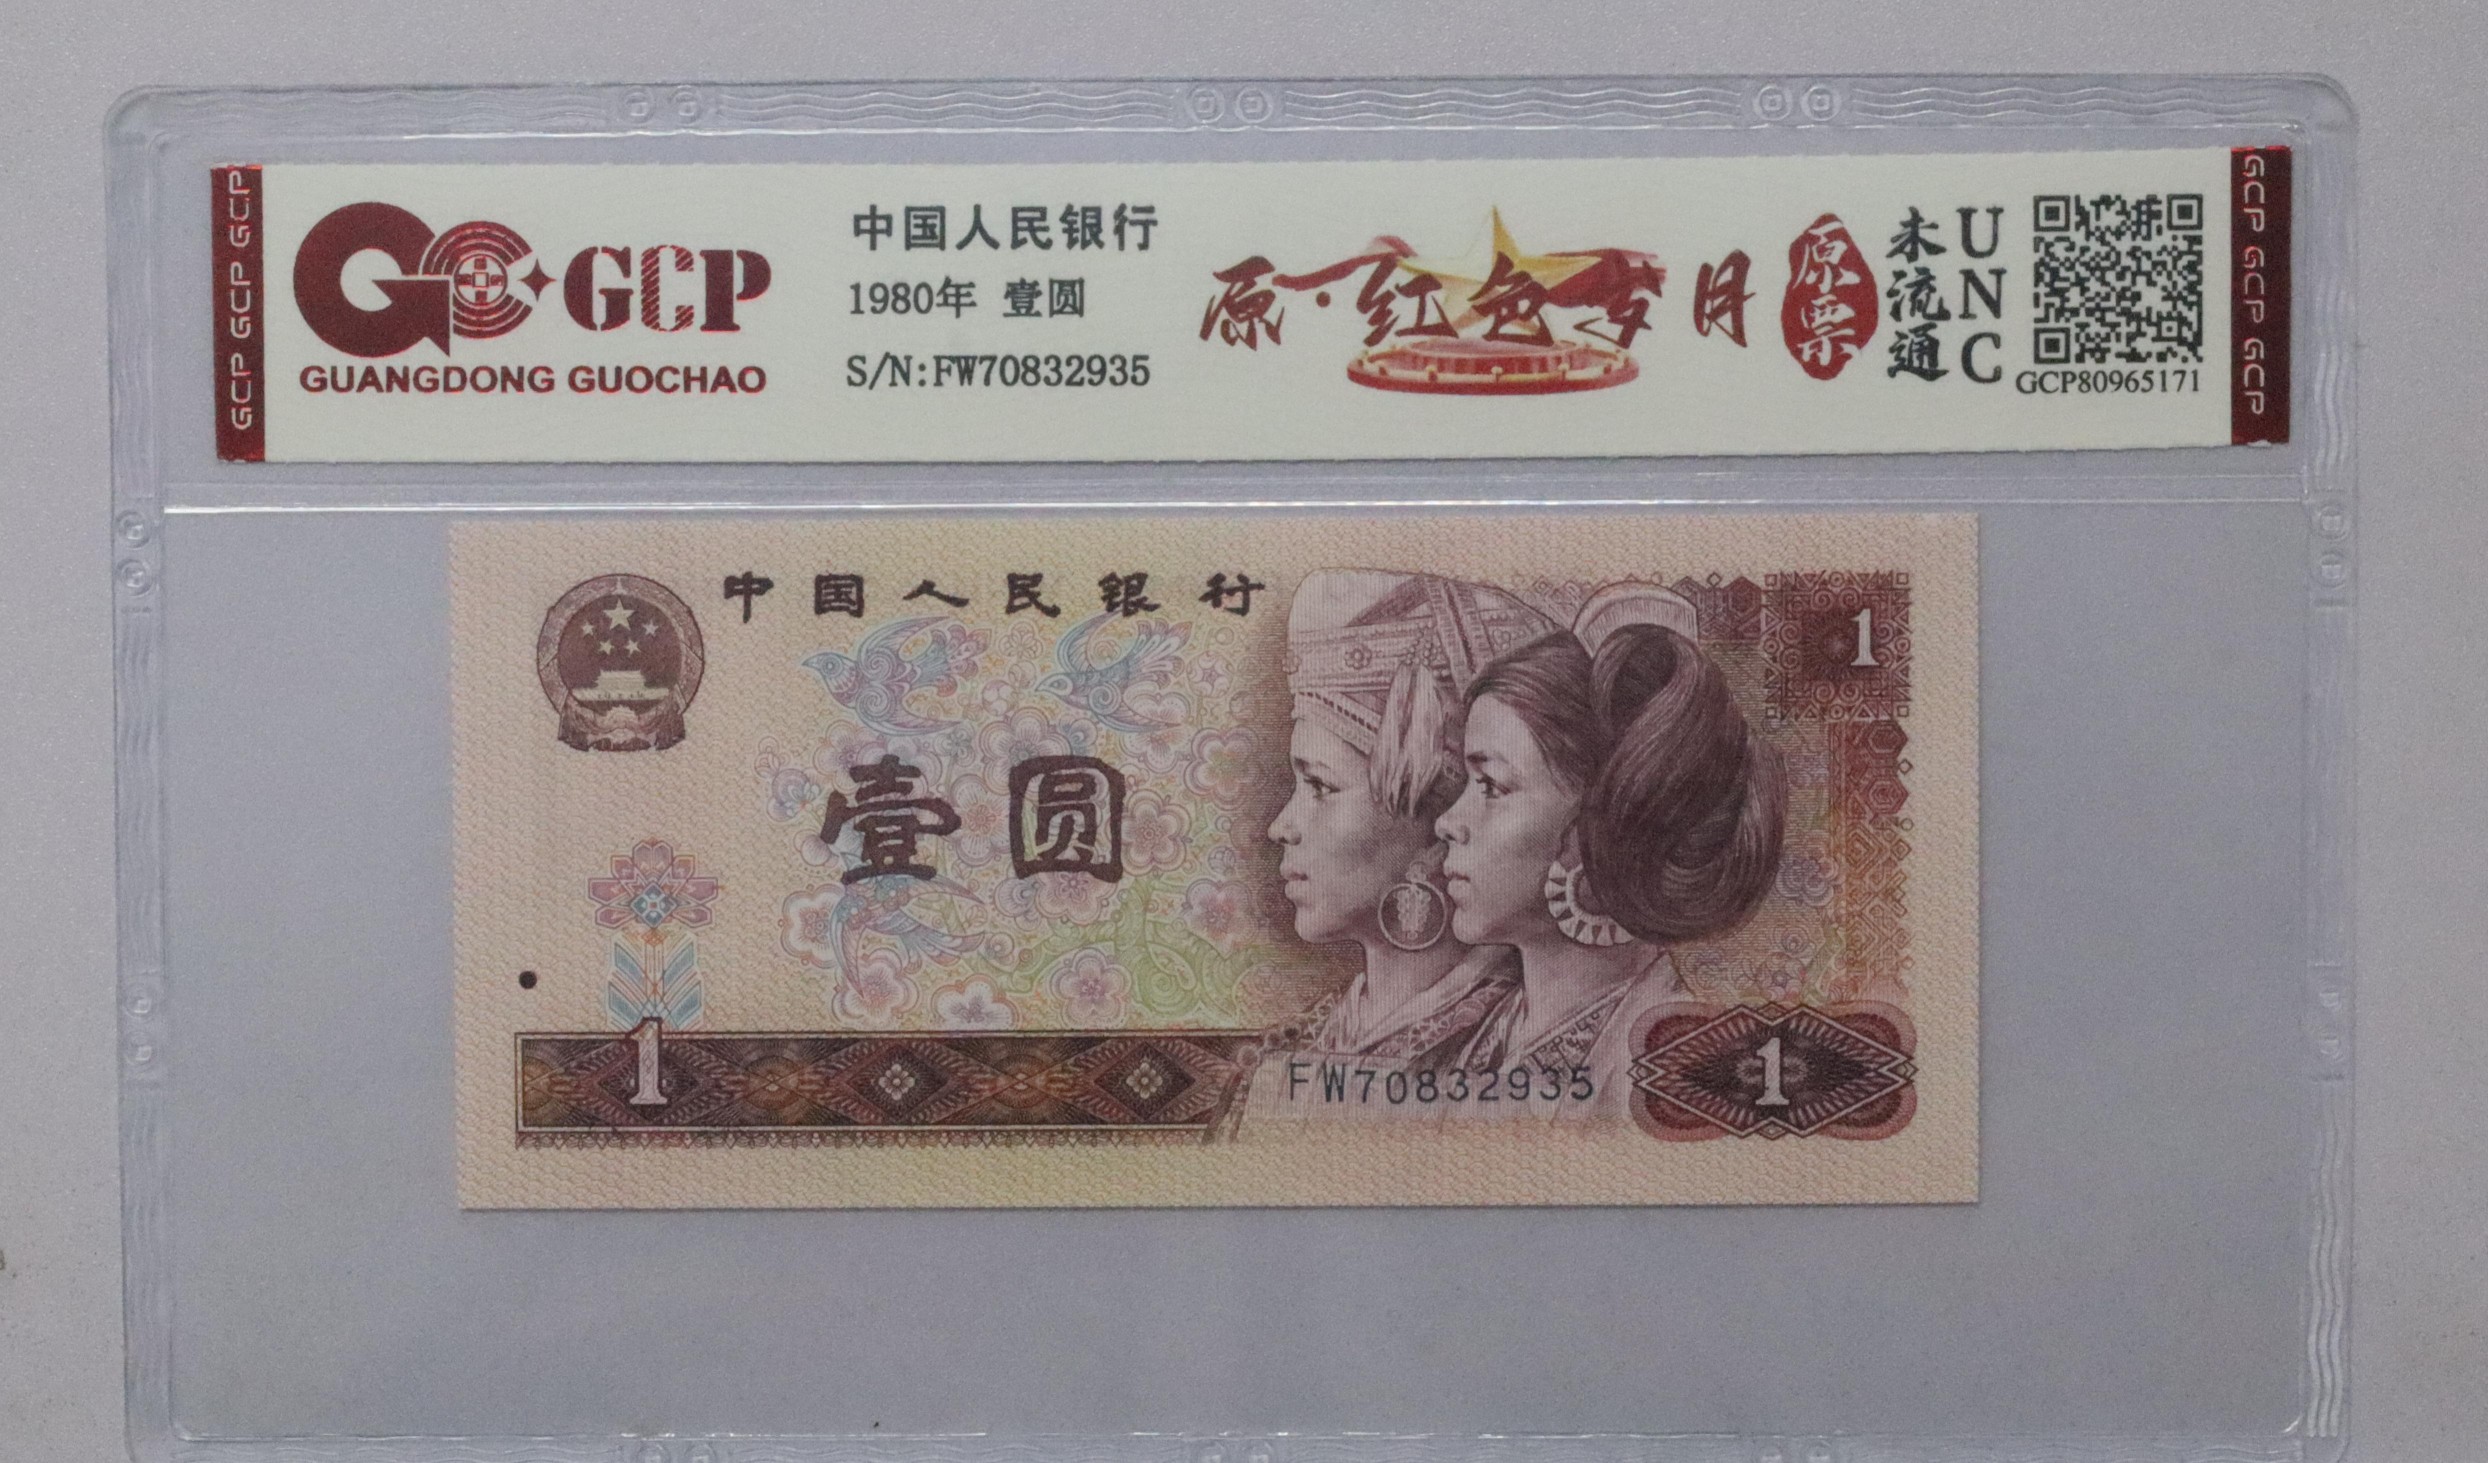 GCP GCP GCP GCP
GCP
GUANGDONG GUOCHAO
中国人民银行
1980年 壹圆
S/N:FW70832935
原·红色岁月
原票
未流通
UNC
GCP80965171
GCP GCP GCP GCP
中国人民银行
1
壹圆
1
FW70832935
1